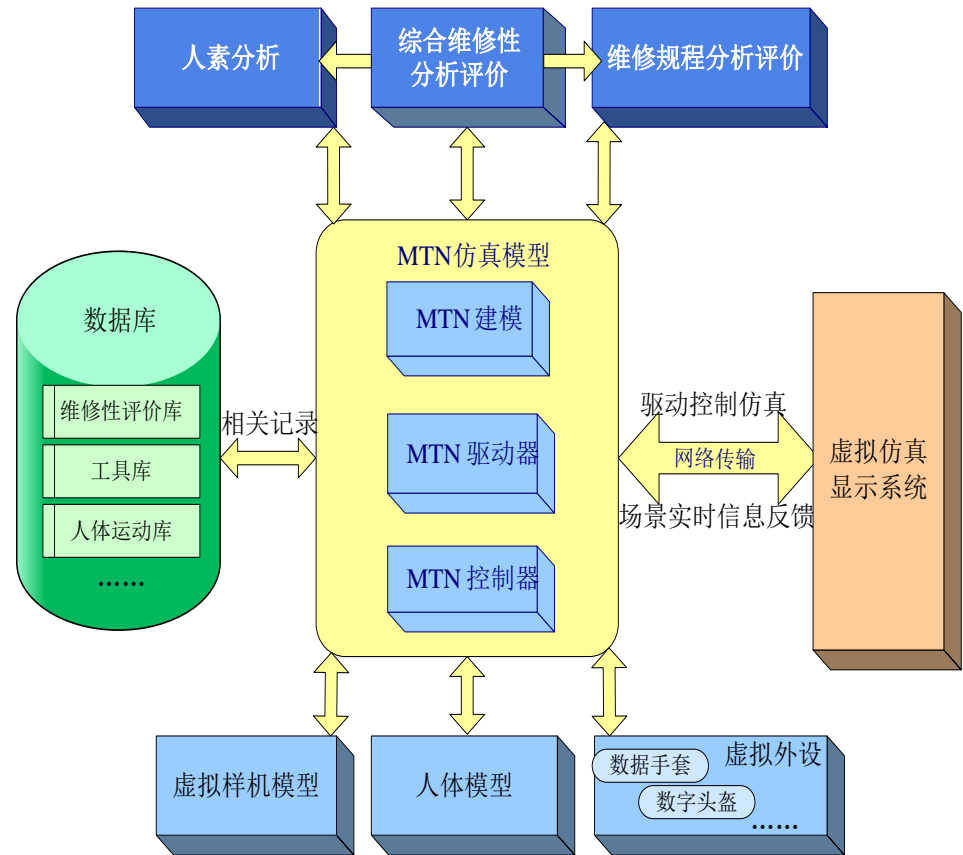 人素分析
综合维修性
分析评价
维修规程分析评价
MTN仿真模型
MTN 建模
MTN 驱动器
MTN 控制器
数据库
维修性评价库
工具库
人体运动库
……
相关记录
驱动控制仿真
网络传输
场景实时信息反馈
虚拟仿真
显示系统
虚拟样机模型
人体模型
虚拟外设
数据手套
数字头盔
……